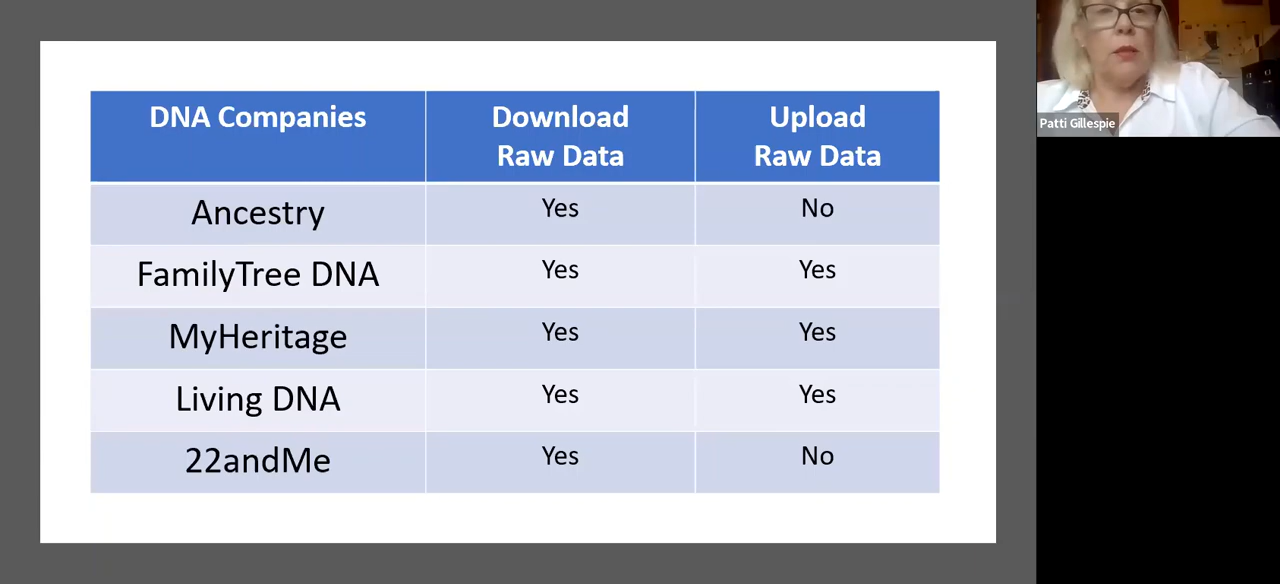 DNA Companies
Download
Raw Data
Upload
Raw Data
Ancestry
Yes
No
FamilyTree DNA
Yes
Yes
MyHeritage
Yes
Yes
Living DNA
Yes
Yes
22andMe
Yes
No
Patti Gillespie